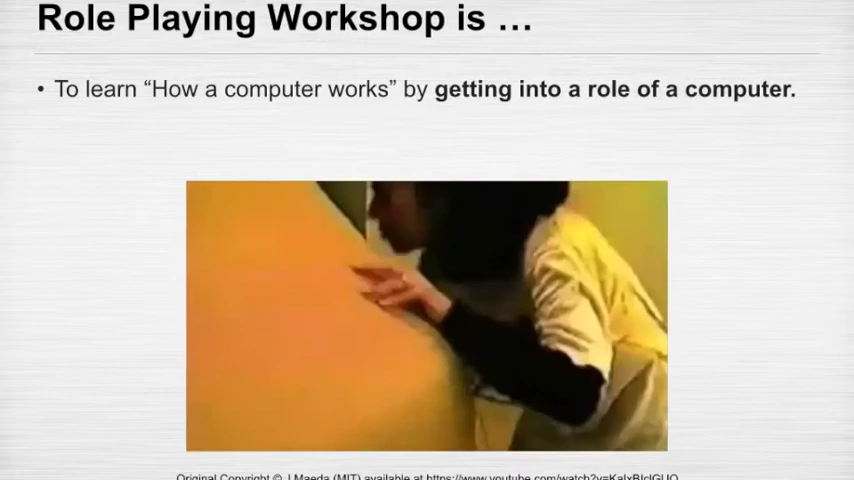 Role Playing Workshop is …
• To learn “How a computer works” by getting into a role of a computer.
Original Copyright © J Maeda (MIT) available at https://www.youtube.com/watch?v=